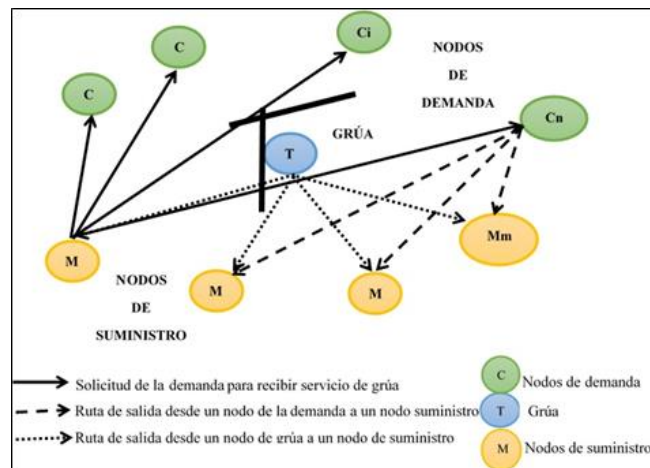 C
C
Ci
NODOS
DE
DEMANDA
Cn
GRÚA
T
M
Mm
M
M
NODOS
DE
SUMINISTRO
Solicitud de la demanda para recibir servicio de grúa
Ruta de salida desde un nodo de la demanda a un nodo suministro
Ruta de salida desde un nodo de grúa a un nodo de suministro
C Nodos de demanda
T Grúa
M Nodos de suministro